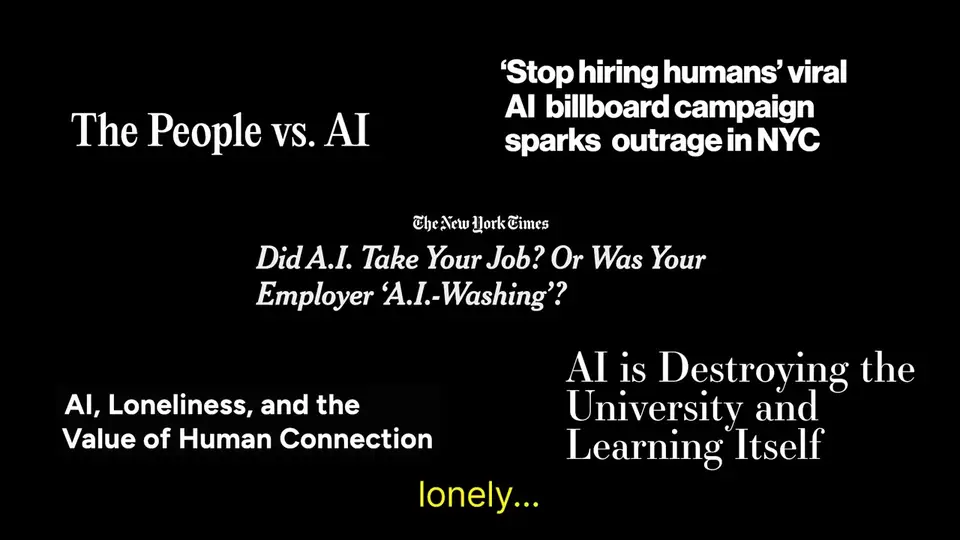 The People vs. AI
‘Stop hiring humans’ viral
AI billboard campaign
sparks outrage in NYC
The New York Times
Did A.I. Take Your Job? Or Was Your
Employer ‘A.I.-Washing’?
AI, Loneliness, and the
Value of Human Connection
AI is Destroying the
University and
Learning Itself
lonely...